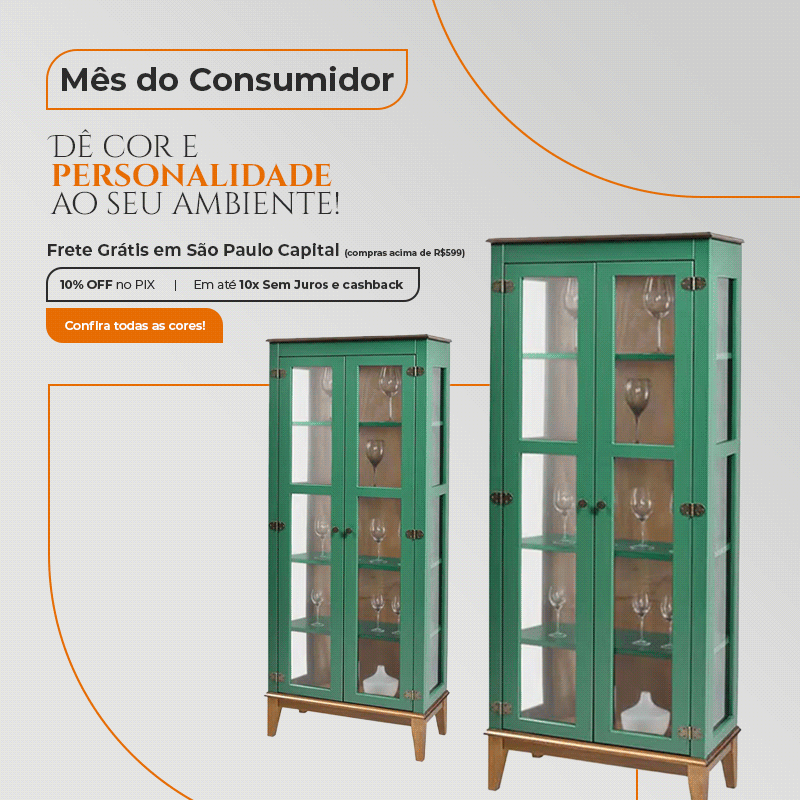 Mês do Consumidor
DÊ COR E
PERSONALIDADE
AO SEU AMBIENTE!
Frete Grátis em São Paulo Capital (compras acima de R$599)
10% OFF no PIX | Em até 10x Sem Juros e cashback
Confira todas as cores!